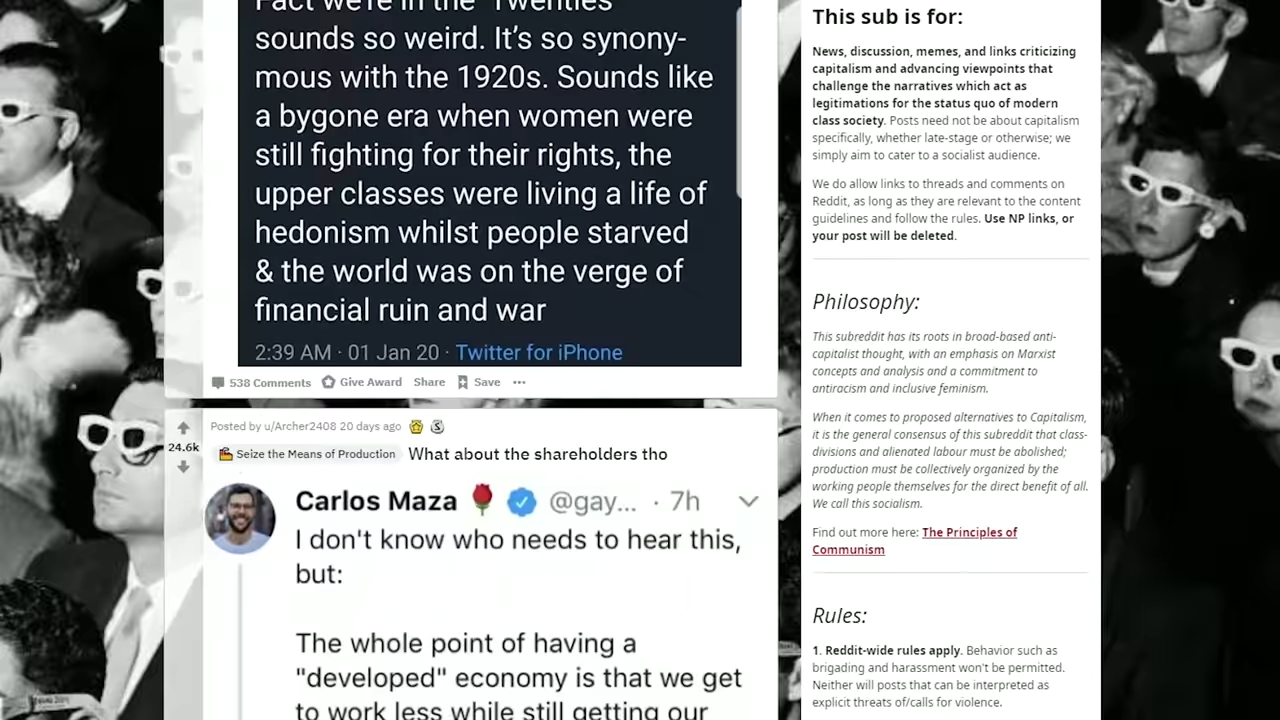 Fact we're in the 'Twenties'
sounds so weird. It's so synony-
mous with the 1920s. Sounds like
a bygone era when women were
still fighting for their rights, the
upper classes were living a life of
hedonism whilst people starved
& the world was on the verge of
financial ruin and war
2:39 AM · 01 Jan 20 · Twitter for iPhone
538 Comments Give Award Share Save ...
Posted by u/Archer2408 20 days ago
24.6k
Seize the Means of Production What about the shareholders tho
Carlos Maza @gay... · 7h
I don't know who needs to hear this,
but:
The whole point of having a
"developed" economy is that we get
to work less while still getting our
This sub is for:
News, discussion, memes, and links criticizing
capitalism and advancing viewpoints that
challenge the narratives which act as
legitimations for the status quo of modern
class society. Posts need not be about capitalism
specifically, whether late-stage or otherwise; we
simply aim to cater to a socialist audience.
We do allow links to threads and comments on
Reddit, as long as they are relevant to the content
guidelines and follow the rules. Use NP links, or
your post will be deleted.
Philosophy:
This subreddit has its roots in broad-based anti-
capitalist thought, with an emphasis on Marxist
concepts and analysis and a commitment to
antiracism and inclusive feminism.
When it comes to proposed alternatives to Capitalism,
it is the general consensus of this subreddit that class-
divisions and alienated labour must be abolished;
production must be collectively organized by the
working people themselves for the direct benefit of all.
We call this socialism.
Find out more here: The Principles of
Communism
Rules:
1. Reddit-wide rules apply. Behavior such as
brigading and harassment won't be permitted.
Neither will posts that can be interpreted as
explicit threats of/calls for violence.